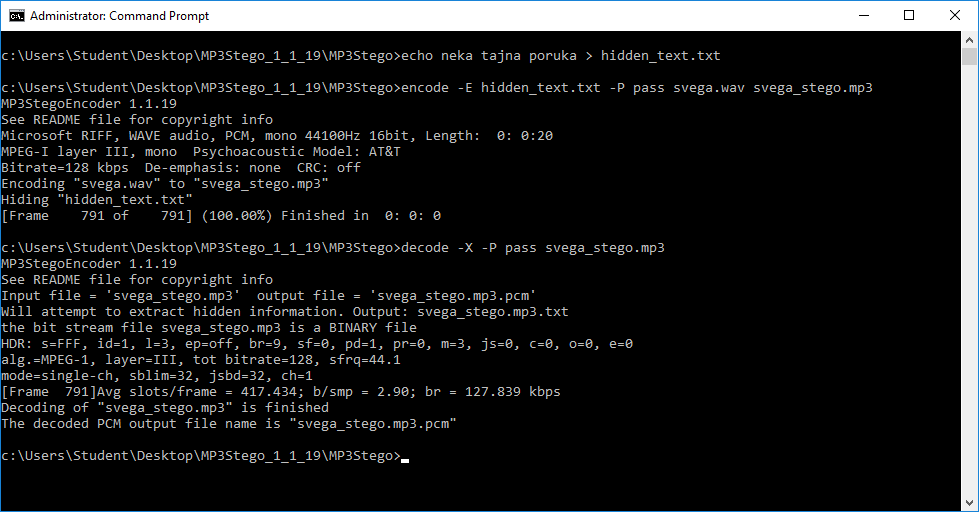 Administrator: Command Prompt
c:\Users\Student\Desktop\MP3Stego_1_1_19\MP3Stego>echo neka tajna poruka > hidden_text.txt
c:\Users\Student\Desktop\MP3Stego_1_1_19\MP3Stego>encode -E hidden_text.txt -P pass svega.wav svega_stego.mp3
MP3StegoEncoder 1.1.19
See README file for copyright info
Microsoft RIFF, WAVE audio, PCM, mono 44100Hz 16bit, Length:  0: 0:20
MPEG-I layer III, mono  Psychoacoustic Model: AT&T
Bitrate=128 kbps  De-emphasis: none  CRC: off
Encoding "svega.wav" to "svega_stego.mp3"
Hiding "hidden_text.txt"
[Frame    791 of    791] (100.00%) Finished in  0: 0: 0
c:\Users\Student\Desktop\MP3Stego_1_1_19\MP3Stego>decode -X -P pass svega_stego.mp3
MP3StegoEncoder 1.1.19
See README file for copyright info
Input file = 'svega_stego.mp3'  output file = 'svega_stego.mp3.pcm'
Will attempt to extract hidden information. Output: svega_stego.mp3.txt
the bit stream file svega_stego.mp3 is a BINARY file
HDR: s=FFF, id=1, l=3, ep=off, br=9, sf=0, pd=1, pr=0, m=3, js=0, c=0, o=0, e=0
alg.=MPEG-1, layer=III, tot bitrate=128, sfrq=44.1
mode=single-ch, sblim=32, jsbd=32, ch=1
[Frame  791]Avg slots/frame = 417.434; b/smp = 2.90; br = 127.839 kbps
Decoding of "svega_stego.mp3" is finished
The decoded PCM output file name is "svega_stego.mp3.pcm"
c:\Users\Student\Desktop\MP3Stego_1_1_19\MP3Stego>